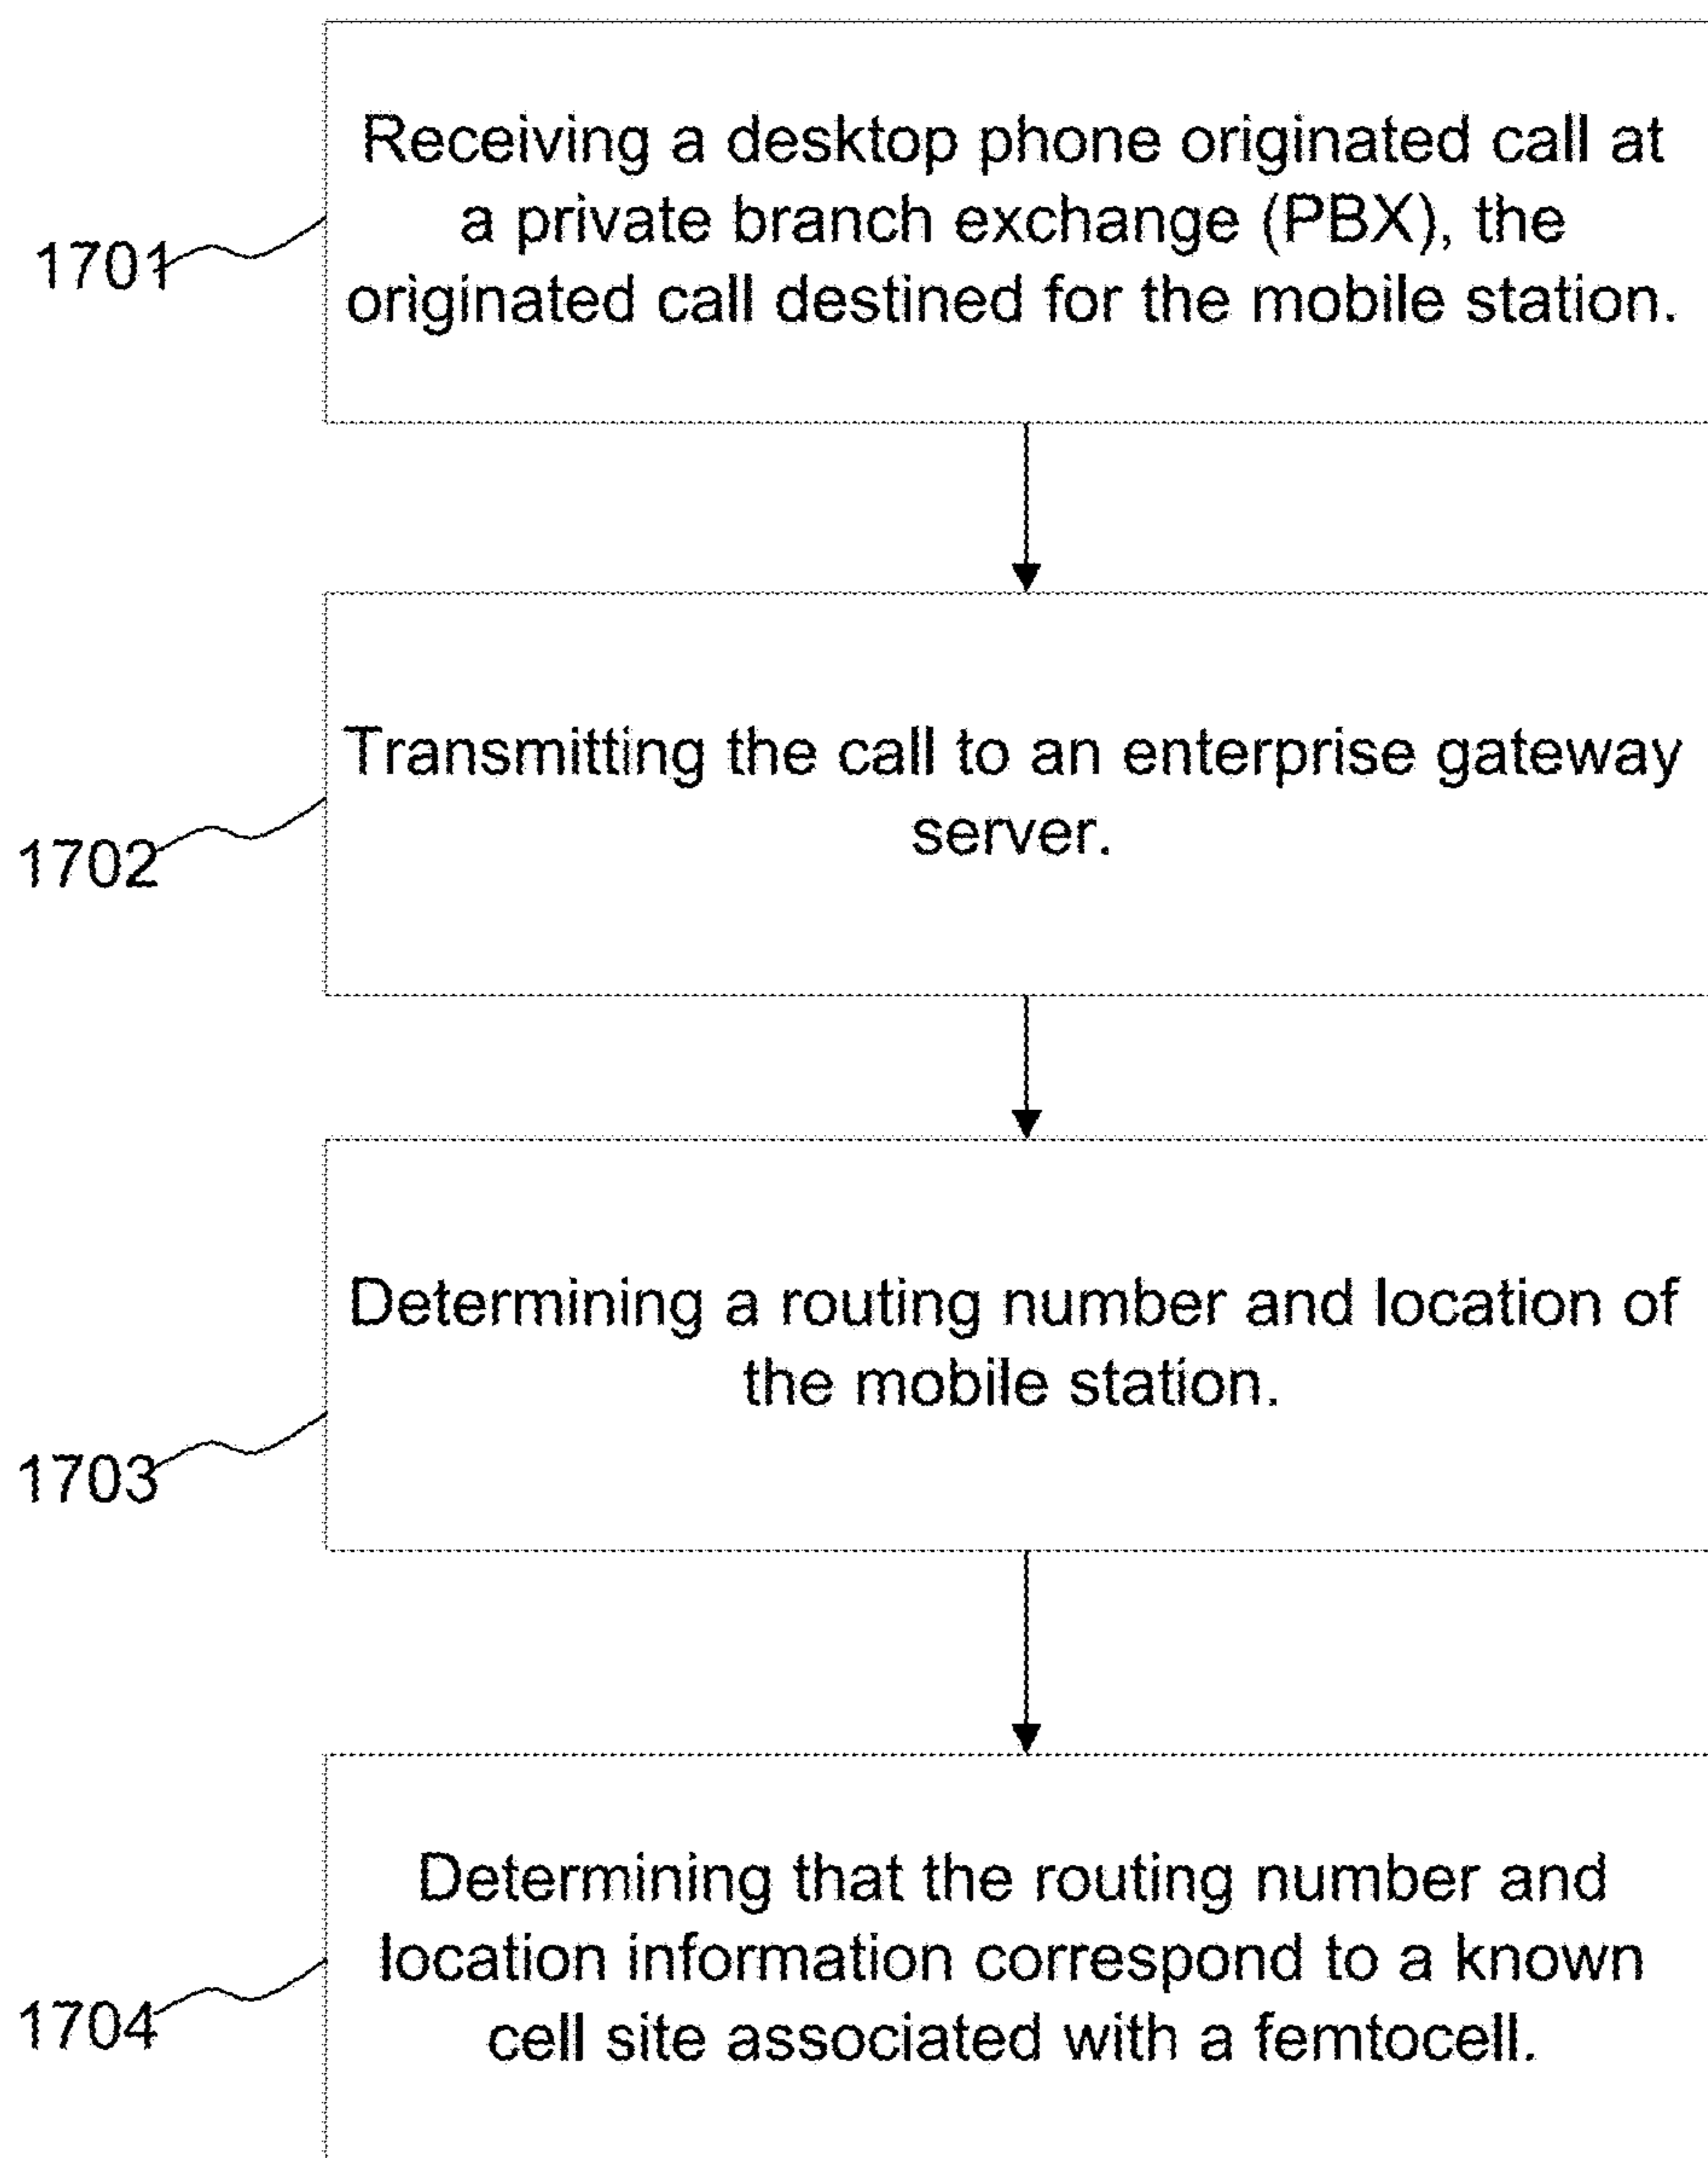 Receiving a desktop phone originated call at
a private branch exchange (PBX), the
originated call destined for the mobile station.
1701
Transmitting the call to an enterprise gateway
server.
1702
Determining a routing number and location of
the mobile station.
1703
Determining that the routing number and
location information correspond to a known
cell site associated with a femtocell.
1704